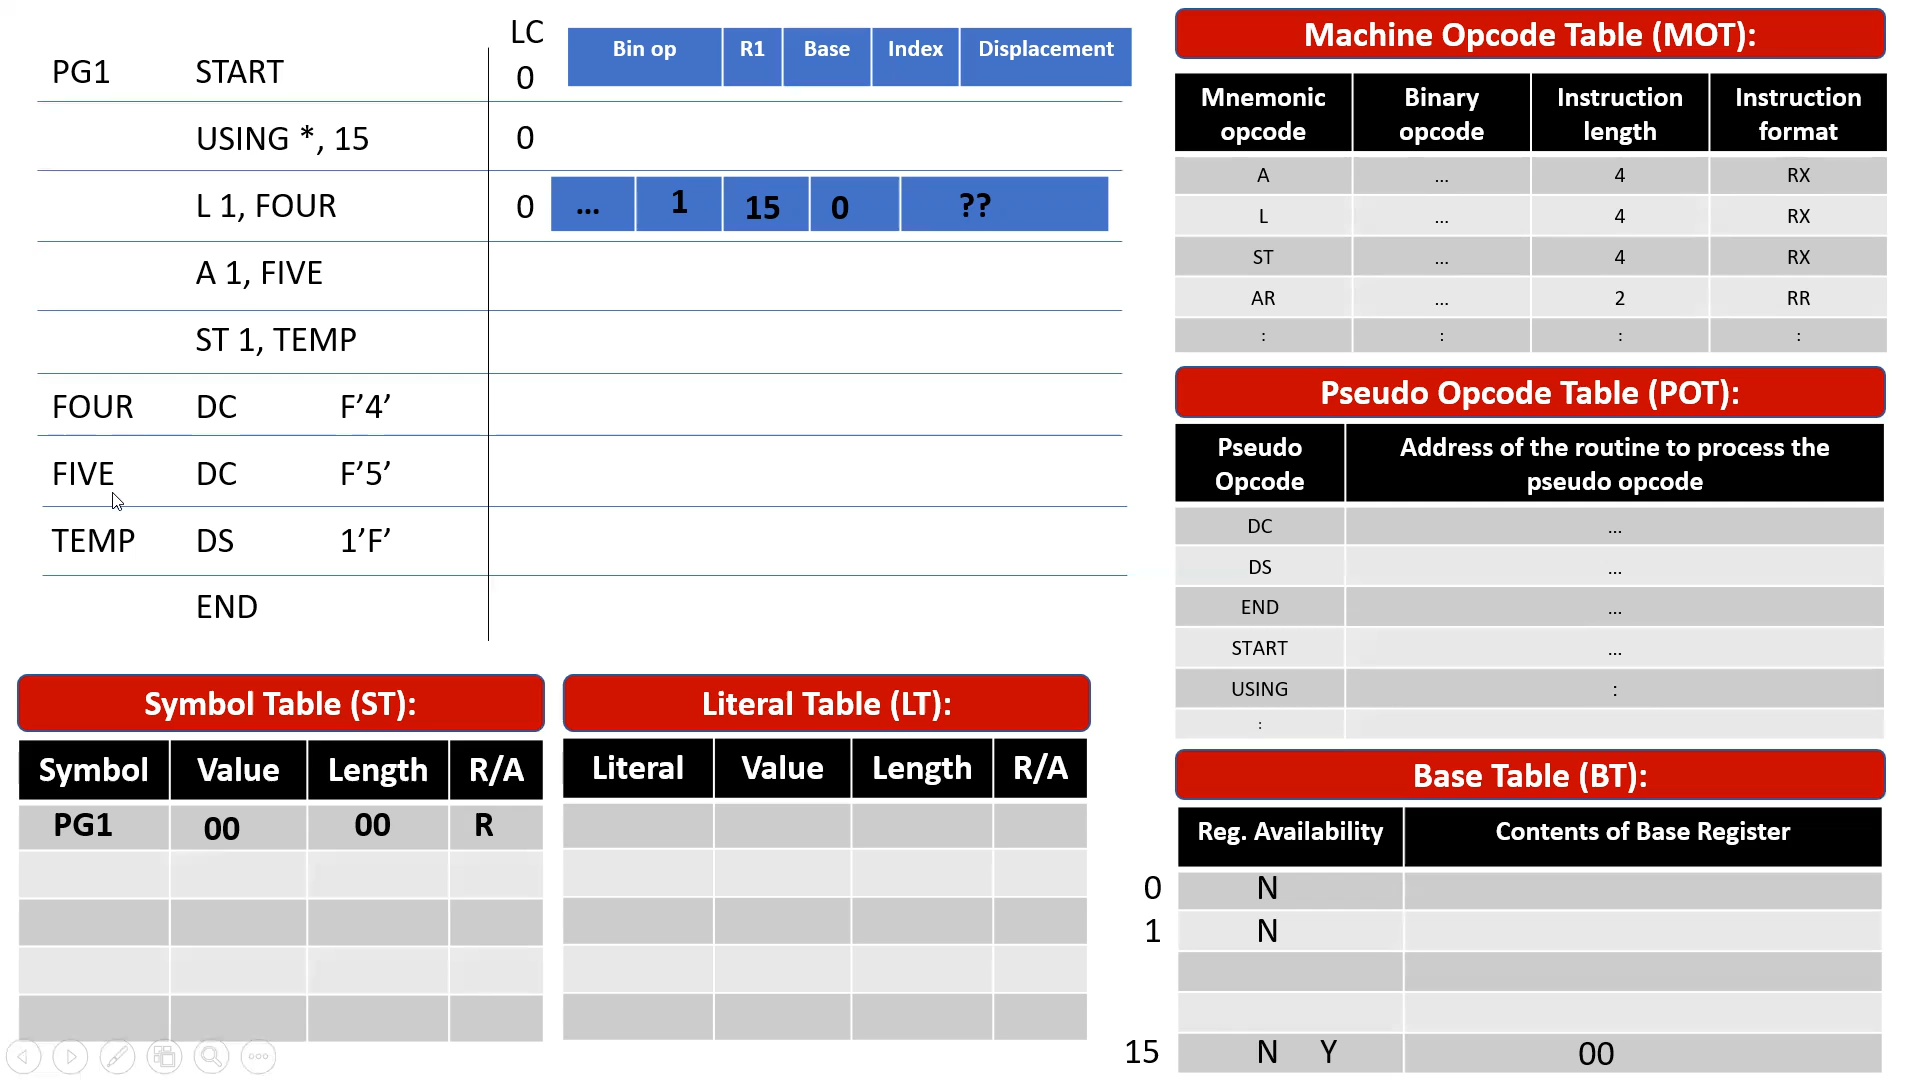 LC
Bin op R1 Base Index Displacement
PG1 START 0
USING *, 15 0
L 1, FOUR 0 ... 1 15 0 ??
A 1, FIVE
ST 1, TEMP
FOUR DC F’4’
FIVE DC F’5’
TEMP DS 1’F’
END
Symbol Table (ST):
Symbol Value Length R/A
PG1 00 00 R
Literal Table (LT):
Literal Value Length R/A
Machine Opcode Table (MOT):
Mnemonic opcode Binary opcode Instruction length Instruction format
A ... 4 RX
L ... 4 RX
ST ... 4 RX
AR ... 2 RR
: : : :
Pseudo Opcode Table (POT):
Pseudo Opcode Address of the routine to process the pseudo opcode
DC ...
DS ...
END ...
START ...
USING :
:
Base Table (BT):
Reg. Availability Contents of Base Register
0 N
1 N
15 N Y 00